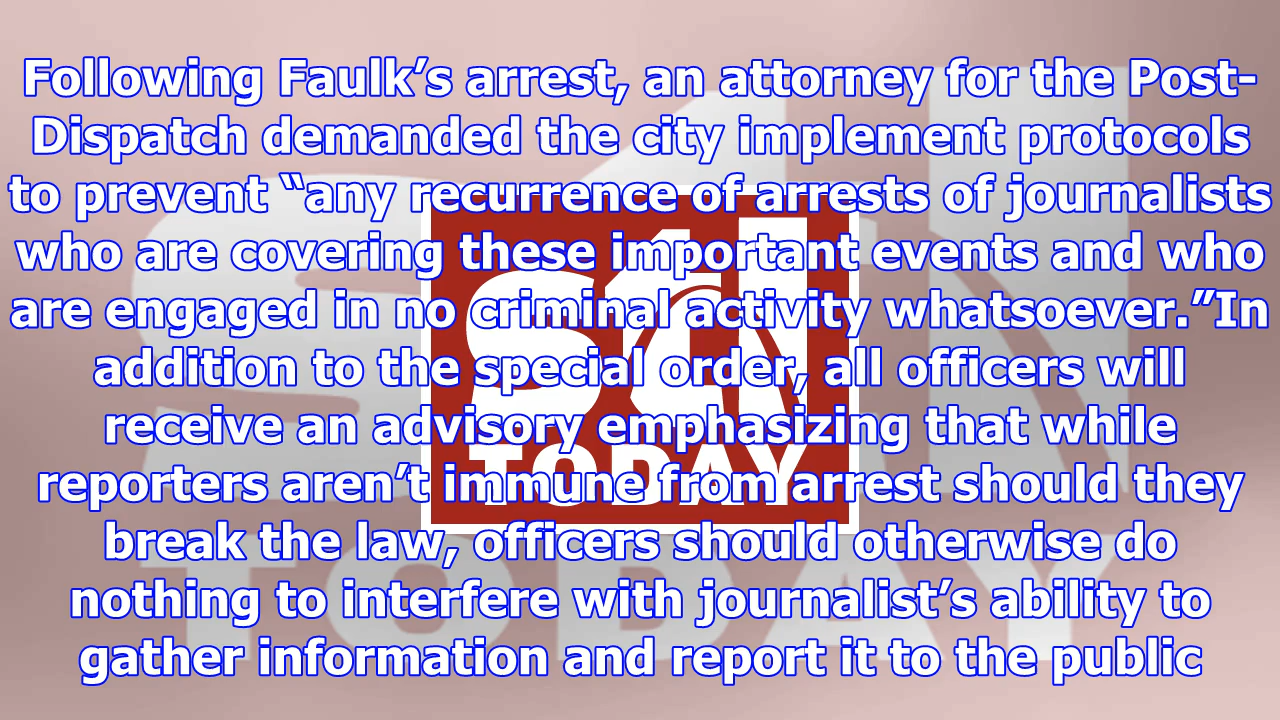 Following Faulk’s arrest, an attorney for the Post-
Dispatch demanded the city implement protocols
to prevent “any recurrence of arrests of journalists
who are covering these important events and who
are engaged in no criminal activity whatsoever.”In
addition to the special order, all officers will
receive an advisory emphasizing that while
reporters aren’t immune from arrest should they
break the law, officers should otherwise do
nothing to interfere with journalist’s ability to
gather information and report it to the public
stl
TODAY
stl
TODAY